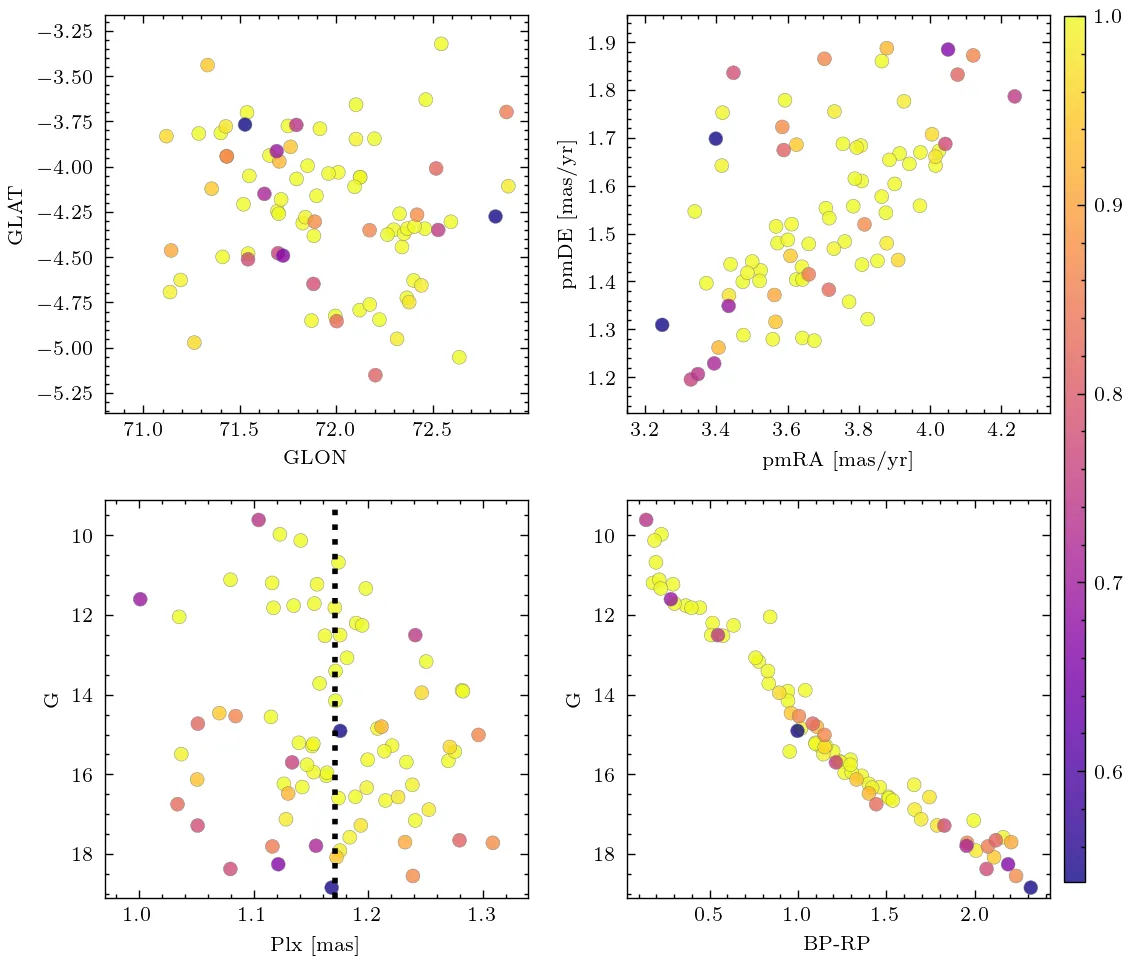 −3.25
−3.50
−3.75
−4.00
−4.25
−4.50
−4.75
−5.00
−5.25
GLAT
71.0 71.5 72.0 72.5
GLON
1.9
1.8
1.7
1.6
1.5
1.4
1.3
1.2
pmDE [mas/yr]
3.2 3.4 3.6 3.8 4.0 4.2
pmRA [mas/yr]
1.0
0.9
0.8
0.7
0.6
10
12
14
16
18
G
1.0 1.1 1.2 1.3
Plx [mas]
10
12
14
16
18
G
0.5 1.0 1.5 2.0
BP-RP